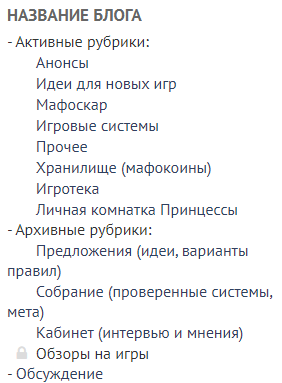 НАЗВАНИЕ БЛОГА
- Активные рубрики:
Анонсы
Идеи для новых игр
Мафоскар
Игровые системы
Прочее
Хранилище (мафокоины)
Игротека
Личная комнатка Принцессы
- Архивные рубрики:
Предложения (идеи, варианты
правил)
Собрание (проверенные системы,
мета)
Кабинет (интервью и мнения)
Обзоры на игры
- Обсуждение